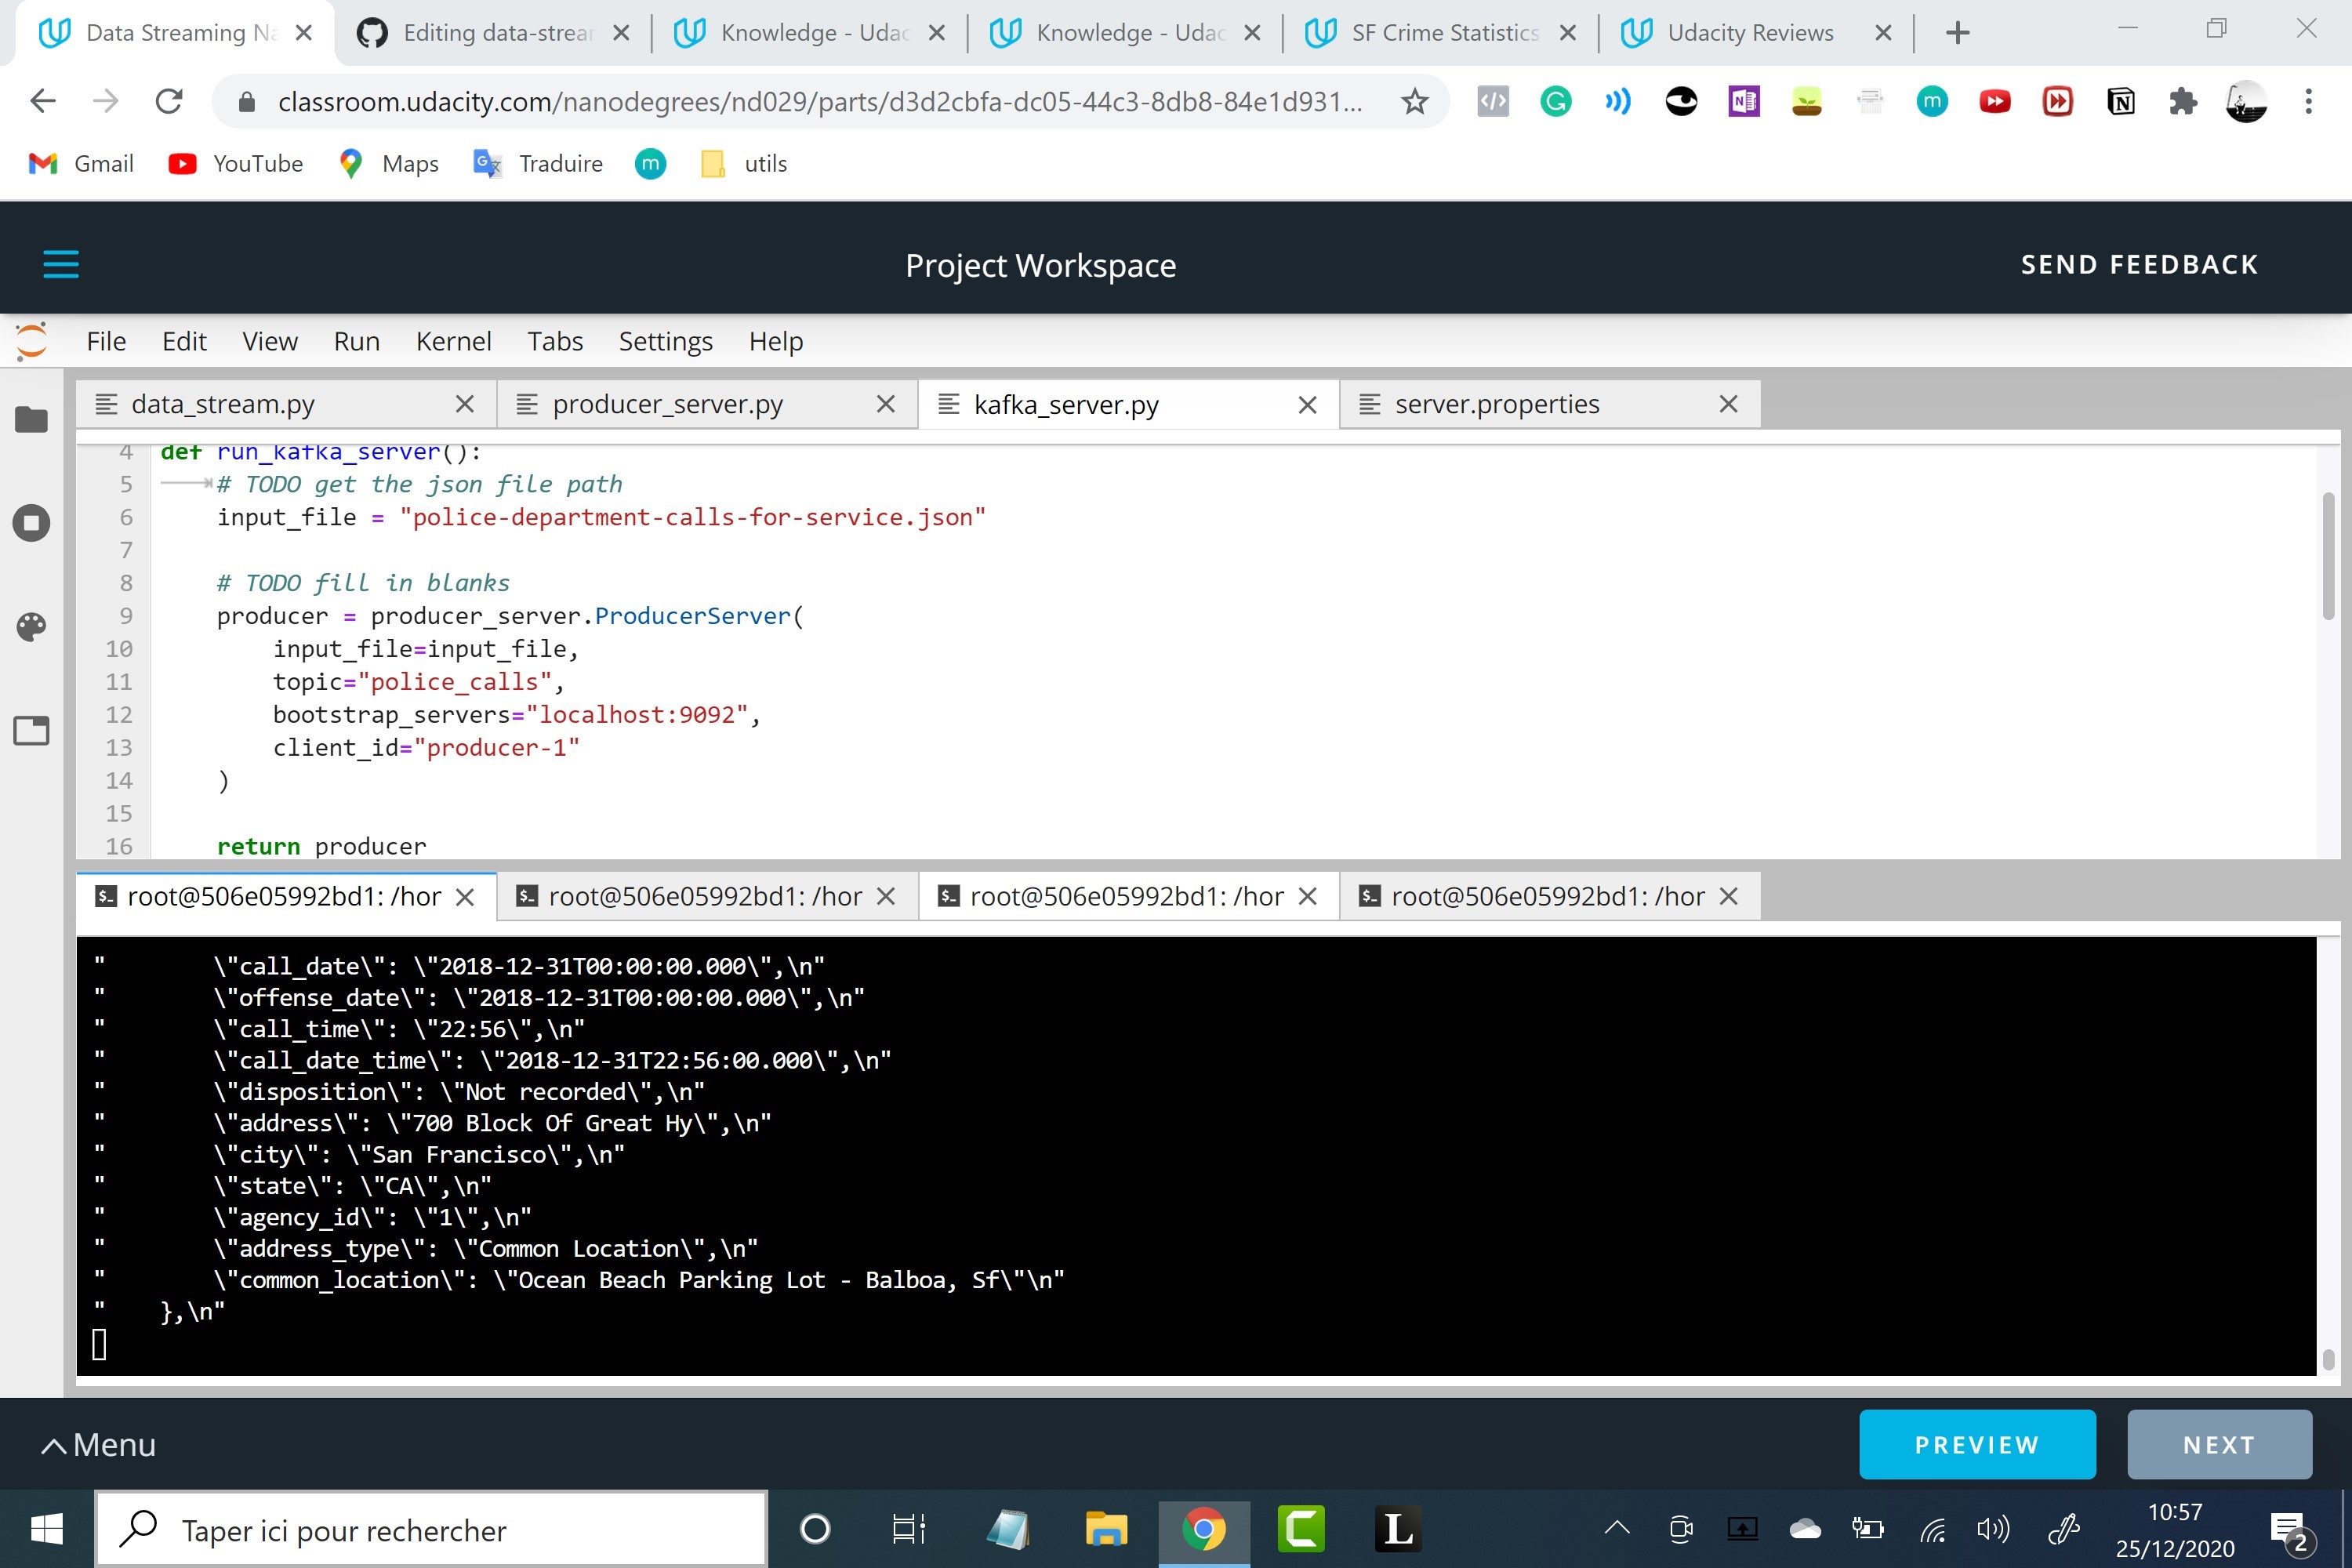 Data Streaming Na
Editing data-strear
Knowledge - Udac
Knowledge - Udac
SF Crime Statistics
Udacity Reviews
classroom.udacity.com/nanodegrees/nd029/parts/d3d2cbfa-dc05-44c3-8db8-84e1d931...
Gmail
YouTube
Maps
Traduire
m
utils
Project Workspace
SEND FEEDBACK
File Edit View Run Kernel Tabs Settings Help
data_stream.py
producer_server.py
kafka_server.py
server.properties
4 def run_kafka_server():
5 # TODO get the json file path
6 input_file = "police-department-calls-for-service.json"
7
8 # TODO fill in blanks
9 producer = producer_server.ProducerServer(
10 input_file=input_file,
11 topic="police_calls",
12 bootstrap_servers="localhost:9092",
13 client_id="producer-1"
14 )
15
16 return producer
root@506e05992bd1: /hor
root@506e05992bd1: /hor
root@506e05992bd1: /hor
root@506e05992bd1: /hor
" \"call_date\": \"2018-12-31T00:00:00.000\",\n"
" \"offense_date\": \"2018-12-31T00:00:00.000\",\n"
" \"call_time\": \"22:56\",\n"
" \"call_date_time\": \"2018-12-31T22:56:00.000\",\n"
" \"disposition\": \"Not recorded\",\n"
" \"address\": \"700 Block Of Great Hy\",\n"
" \"city\": \"San Francisco\",\n"
" \"state\": \"CA\",\n"
" \"agency_id\": \"1\",\n"
" \"address_type\": \"Common Location\",\n"
" \"common_location\": \"Ocean Beach Parking Lot - Balboa, Sf\"\n"
" },\n"
Menu
PREVIEW
NEXT
Taper ici pour rechercher
L
10:57
25/12/2020
2